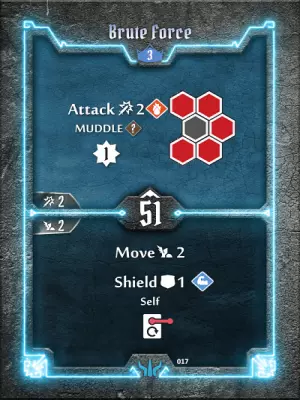 Brute Force
3
Attack 2
MUDDLE ?
1
2
51
2
Move 2
Shield 1
Self
017